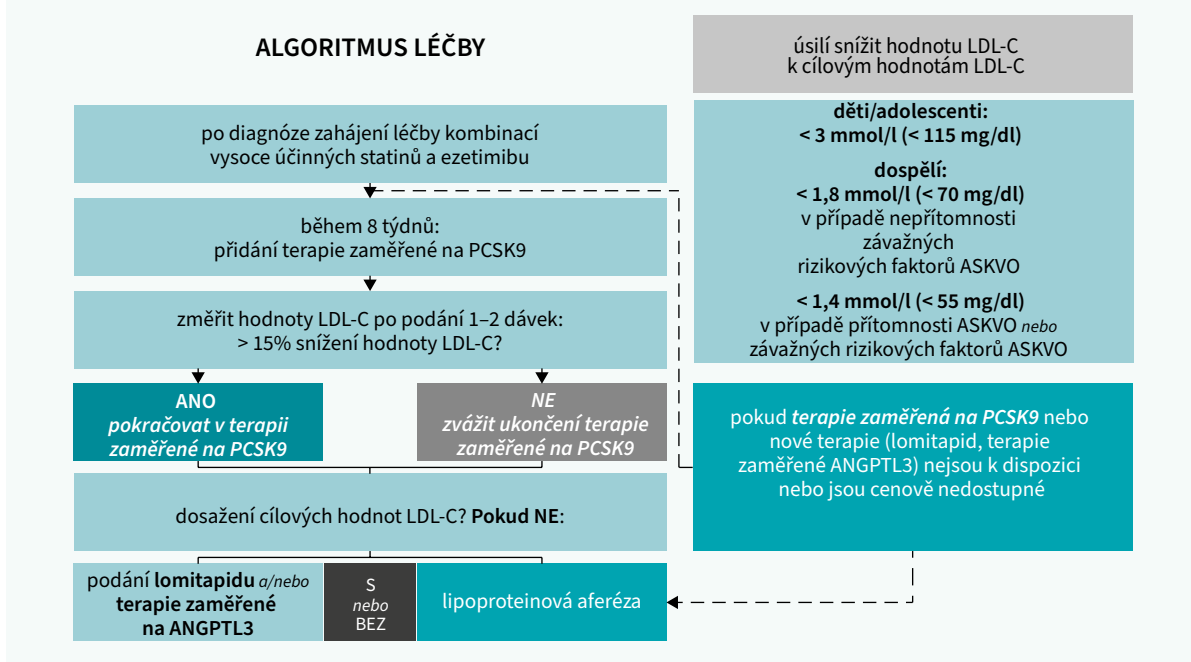 ALGORITMUS LÉČBY
po diagnóze zahájení léčby kombinací
vysoce účinných statinů a ezetimibu
během 8 týdnů:
přidání terapie zaměřené na PCSK9
změřit hodnoty LDL-C po podání 1–2 dávek:
> 15% snížení hodnoty LDL-C?
ANO
pokračovat v terapii
zaměřené na PCSK9
NE
zvážit ukončení terapie
zaměřené na PCSK9
dosažení cílových hodnot LDL-C? Pokud NE:
podání lomitapidu a/nebo
terapie zaměřené
na ANGPTL3
S
nebo
BEZ
lipoproteinová aferéza
úsilí snížit hodnotu LDL-C
k cílovým hodnotám LDL-C
děti/adolescenti:
< 3 mmol/l (< 115 mg/dl)
dospělí:
< 1,8 mmol/l (< 70 mg/dl)
v případě nepřítomnosti
závažných
rizikových faktorů ASKVO
< 1,4 mmol/l (< 55 mg/dl)
v případě přítomnosti ASKVO nebo
závažných rizikových faktorů ASKVO
pokud terapie zaměřená na PCSK9 nebo
nové terapie (lomitapid, terapie
zaměřené ANGPTL3) nejsou k dispozici
nebo jsou cenově nedostupné